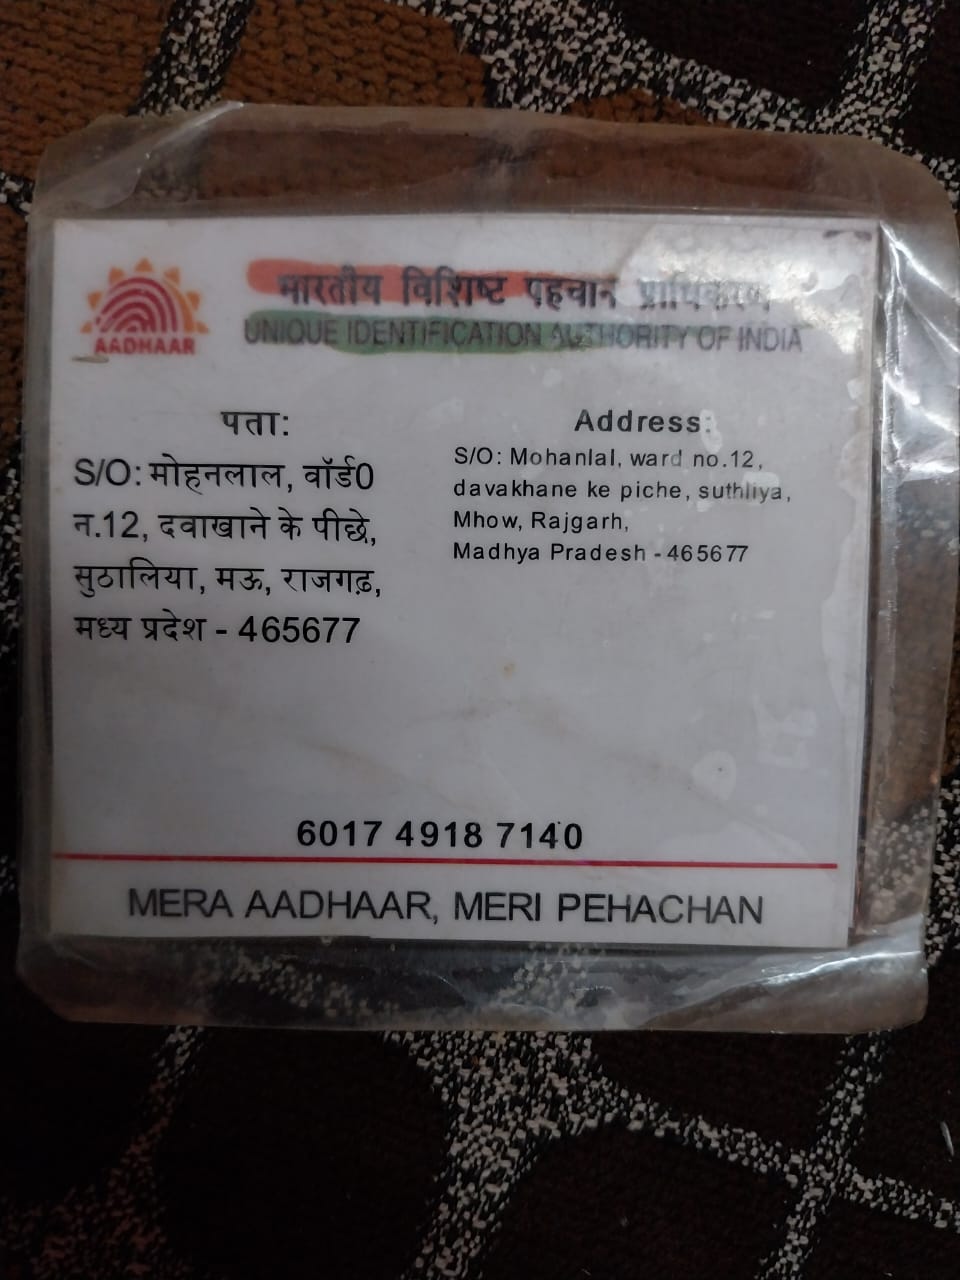 AADHAAR
भारतीय विशिष्ट पहचान प्राधिकरण
UNIQUE IDENTIFICATION AUTHORITY OF INDIA
पता:
S/O: मोहनलाल, वॉर्ड0
न.12, दवाखाने के पीछे,
सुठालिया, मऊ, राजगढ़,
मध्य प्रदेश - 465677
Address:
S/O: Mohanlal, ward no.12,
davakhane ke piche, suthliya,
Mhow, Rajgarh,
Madhya Pradesh - 465677
6017 4918 7140
MERA AADHAAR, MERI PEHACHAN